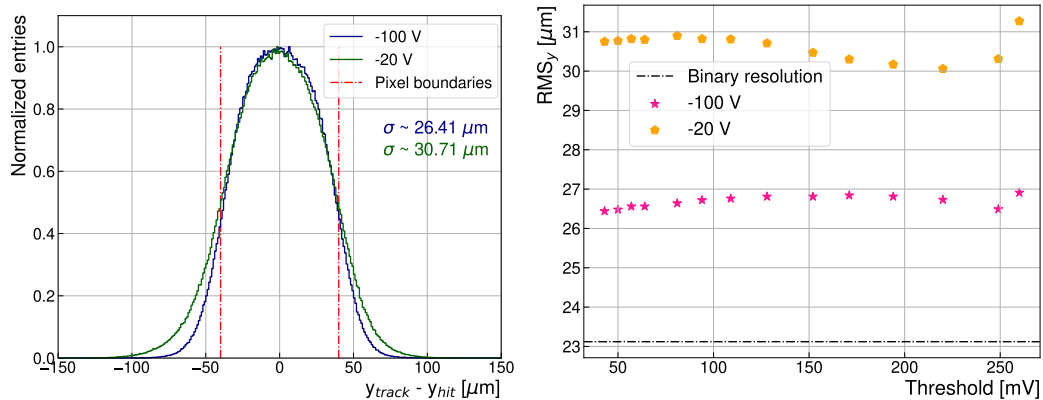 Normalized entries
1.0
0.8
0.6
0.4
0.2
0.0
-100 V
-20 V
Pixel boundaries
σ ~ 26.41 μm
σ ~ 30.71 μm
−150 −100 −50 0 50 100 150
y_track - y_hit [μm]
RMS_y [μm]
31
30
29
28
27
26
25
24
23
Binary resolution
-100 V
-20 V
50 100 150 200 250
Threshold [mV]